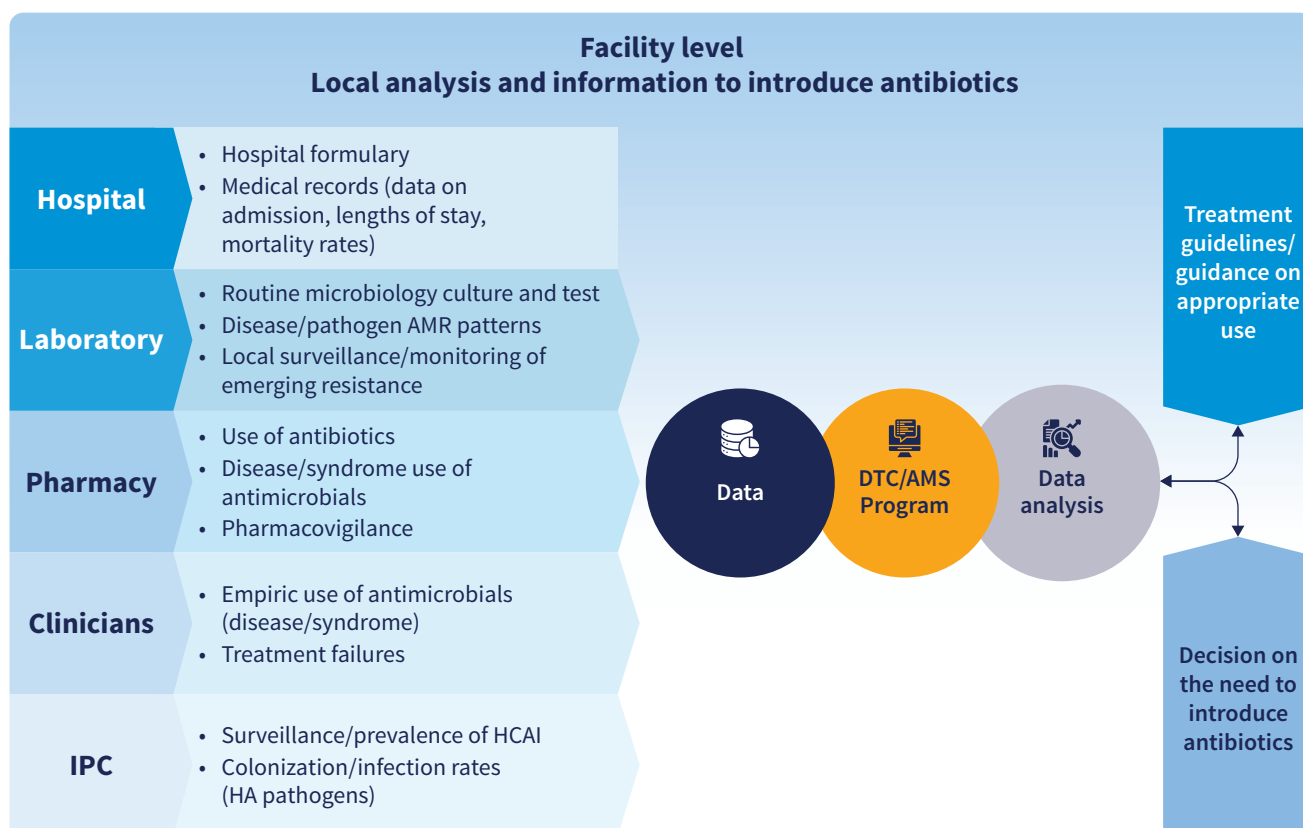 Facility level
Local analysis and information to introduce antibiotics
Hospital
• Hospital formulary
• Medical records (data on
admission, lengths of stay,
mortality rates)
Laboratory
• Routine microbiology culture and test
• Disease/pathogen AMR patterns
• Local surveillance/monitoring of
emerging resistance
Pharmacy
• Use of antibiotics
• Disease/syndrome use of
antimicrobials
• Pharmacovigilance
Clinicians
• Empiric use of antimicrobials
(disease/syndrome)
• Treatment failures
IPC
• Surveillance/prevalence of HCAI
• Colonization/infection rates
(HA pathogens)
Data
DTC/AMS
Program
Data
analysis
Treatment
guidelines/
guidance on
appropriate
use
Decision on
the need to
introduce
antibiotics